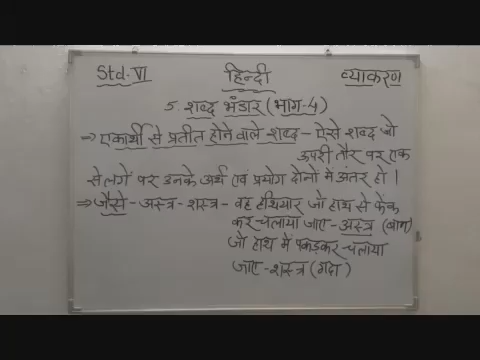 Std. VI हिन्दी व्याकरण
5. शब्द भंडार (भाग-4)
⇒ एकार्थी से प्रतीत होने वाले शब्द - ऐसे शब्द जो
ऊपरी तौर पर एक
से लगे पर उनके अर्थ एवं प्रयोग दोनो में अंतर हो ।
⇒ जैसे - अस्त्र - शस्त्र - वह हथियार जो हाथ से फेंक
कर चलाया जाए - अस्त्र (बाण)
जो हाथ में पकड़कर चलाया
जाए - शस्त्र (गदा)